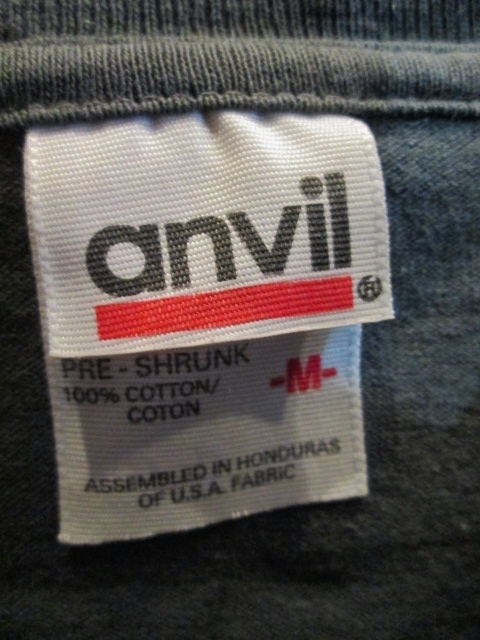 anvil®
PRE-SHRUNK
100% COTTON/
COTON
-M-
ASSEMBLED IN HONDURAS
OF U.S.A. FABRIC